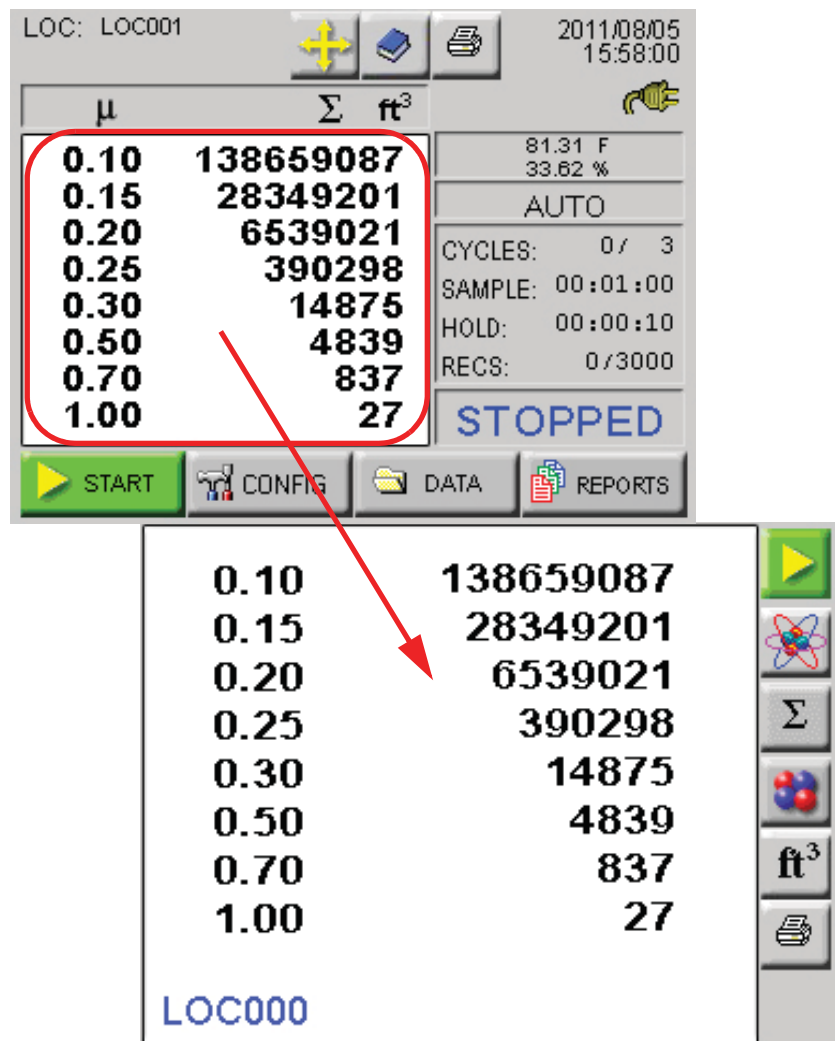 LOC: LOC001
2011/08/05
15:58:00
μ Σ ft³
0.10 138659087
0.15 28349201
0.20 6539021
0.25 390298
0.30 14875
0.50 4839
0.70 837
1.00 27
81.31 F
33.62 %
AUTO
CYCLES: 0/ 3
SAMPLE: 00:01:00
HOLD: 00:00:10
RECS: 0/3000
STOPPED
START CONFIG DATA REPORTS
0.10 138659087
0.15 28349201
0.20 6539021
0.25 390298
0.30 14875
0.50 4839
0.70 837
1.00 27
LOC000
Σ
ft³